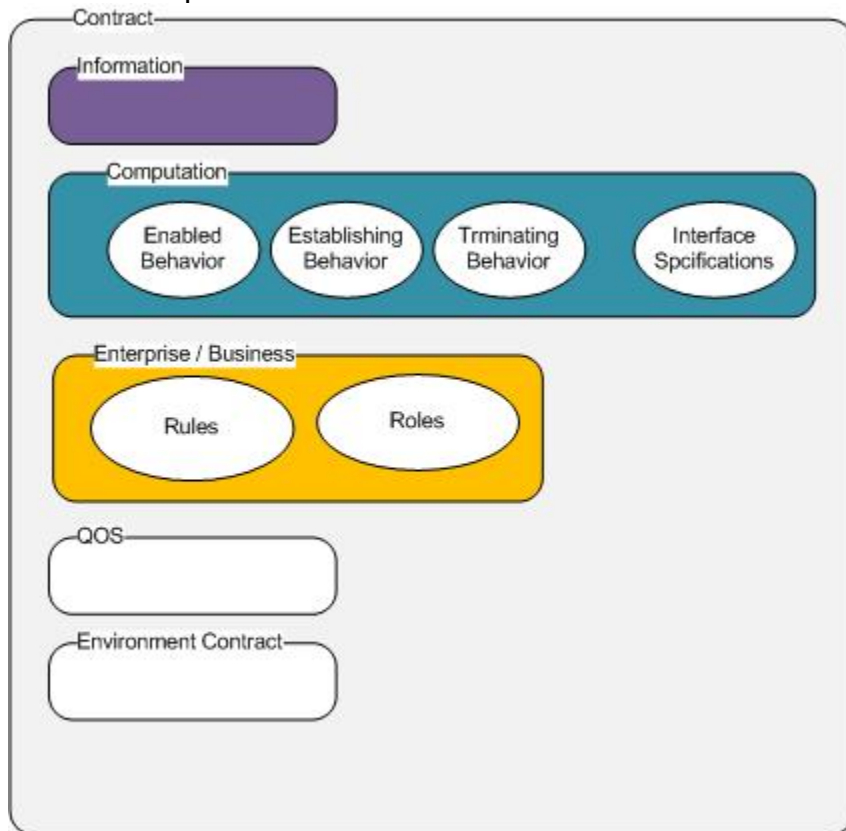 Contract
Information
Computation
Enabled
Behavior
Establishing
Behavior
Trminating
Behavior
Interface
Spcifications
Enterprise / Business
Rules
Roles
QOS
Environment Contract